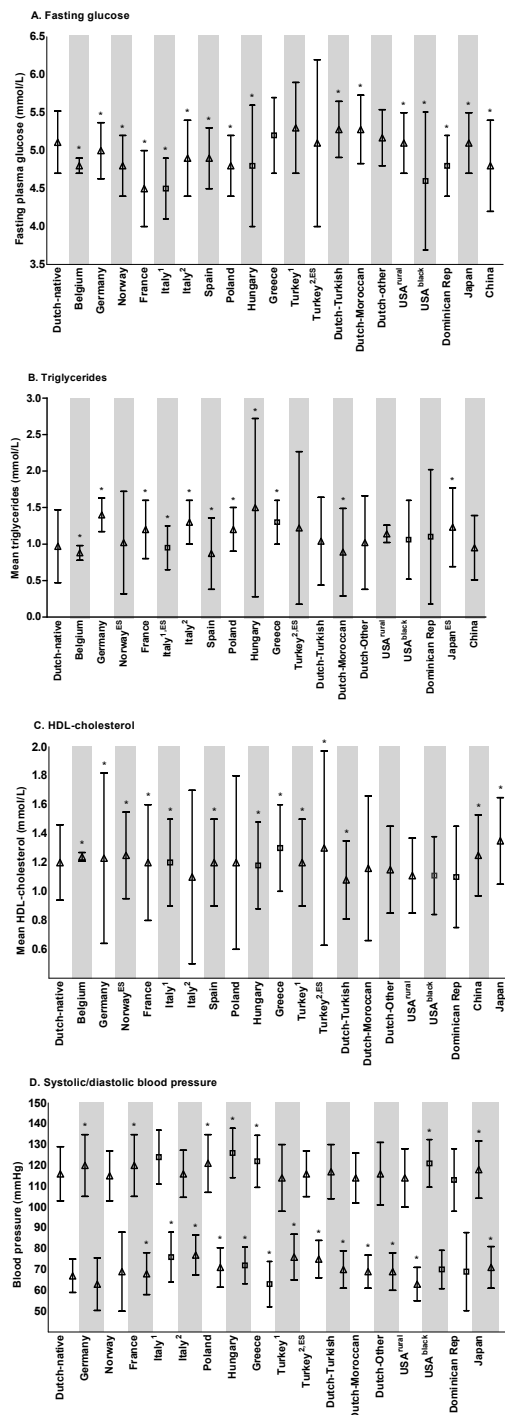 A. Fasting glucose
Fasting plasma glucose (mmol/L)
6.5
6.0
5.5
5.0
4.5
4.0
3.5
* * * * * * * * * * * * * * * *
Dutch-native
Belgium
Germany
Norway
France
Italy1
Italy2
Spain
Poland
Hungary
Greece
Turkey1
Turkey2,ES
Dutch-Turkish
Dutch-Moroccan
Dutch-other
USArural
USAblack
Dominican Rep
Japan
China
B. Triglycerides
Mean triglycerides (mmol/L)
3.0
2.5
2.0
1.5
1.0
0.5
0.0
* * * * * * * * * * *
Dutch-native
Belgium
Germany
NorwayES
France
Italy1,ES
Italy2
Spain
Poland
Hungary
Greece
Turkey2,ES
Dutch-Turkish
Dutch-Moroccan
Dutch-Other
USArural
USAblack
Dominican Rep
JapanES
China
C. HDL-cholesterol
Mean HDL-cholesterol (mmol/L)
2.0
1.8
1.6
1.4
1.2
1.0
0.8
0.6
* * * * * * * * * * * * *
Dutch-native
Belgium
Germany
NorwayES
France
Italy1
Italy2
Spain
Poland
Hungary
Greece
Turkey1
Turkey2,ES
Dutch-Turkish
Dutch-Moroccan
Dutch-Other
USArural
USAblack
Dominican Rep
China
Japan
D. Systolic/diastolic blood pressure
Blood pressure (mmHg)
150
140
130
120
110
100
90
80
70
60
50
* * * * * * *
* * * * * * * * * * * *
Dutch-native
Germany
Norway
France
Italy1
Italy2
Poland
Hungary
Greece
Turkey1
Turkey2,ES
Dutch-Turkish
Dutch-Moroccan
Dutch-Other
USArural
USAblack
Dominican Rep
Japan